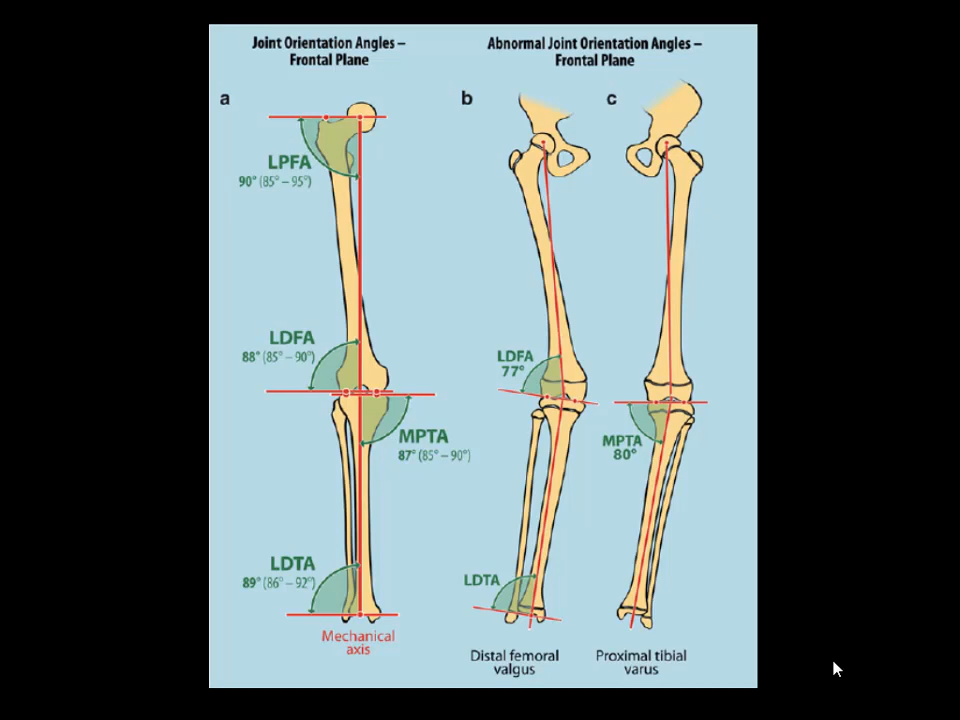 Joint Orientation Angles –
Frontal Plane
Abnormal Joint Orientation Angles –
Frontal Plane
a
b
c
LPFA
90° (85° – 95°)
LDFA
88° (85° – 90°)
MPTA
87° (85° – 90°)
LDTA
89° (86° – 92°)
Mechanical
axis
LDFA
77°
LDTA
Distal femoral
valgus
MPTA
80°
Proximal tibial
varus